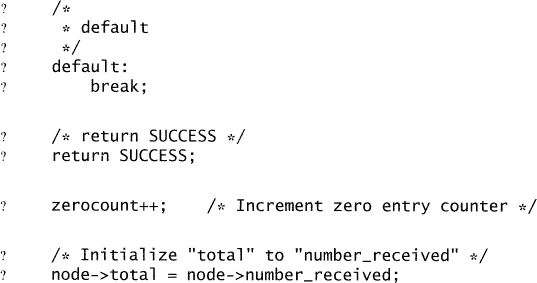 ?     /*
?      * default
?      */
?     default:
?         break;
?     /* return SUCCESS */
?     return SUCCESS;
?     zerocount++;    /* Increment zero entry counter */
?     /* Initialize "total" to "number_received" */
?     node->total = node->number_received;